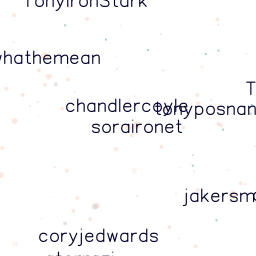 TonyIronStark
whathemean
T
chandlercoyle
tonyposnan
soraironet
jakersm
coryjedwards